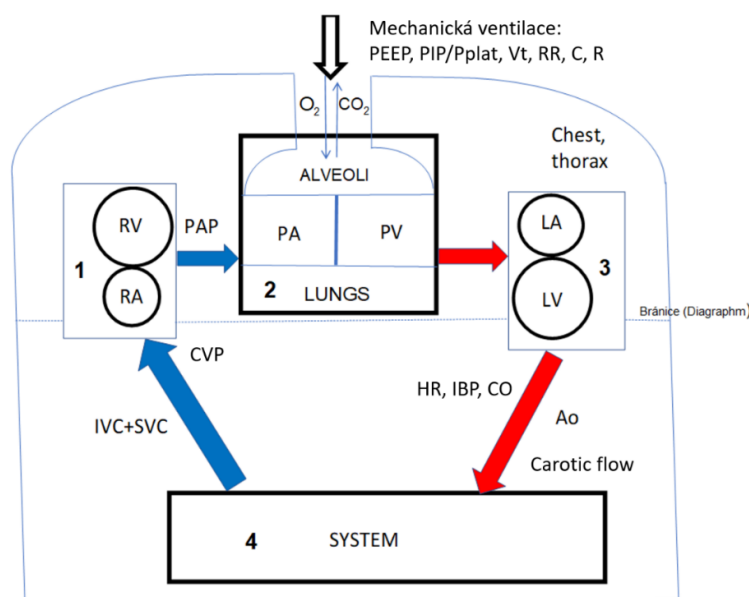 Mechanická ventilace:
PEEP, PIP/Pplat, Vt, RR, C, R
O2
CO2
Chest,
thorax
ALVEOLI
RV
PAP
PA
PV
LA
1
3
2
RA
LUNGS
LV
Bránice (Diagraphm)
CVP
HR, IBP, CO
IVC+SVC
Ao
Carotic flow
4
SYSTEM